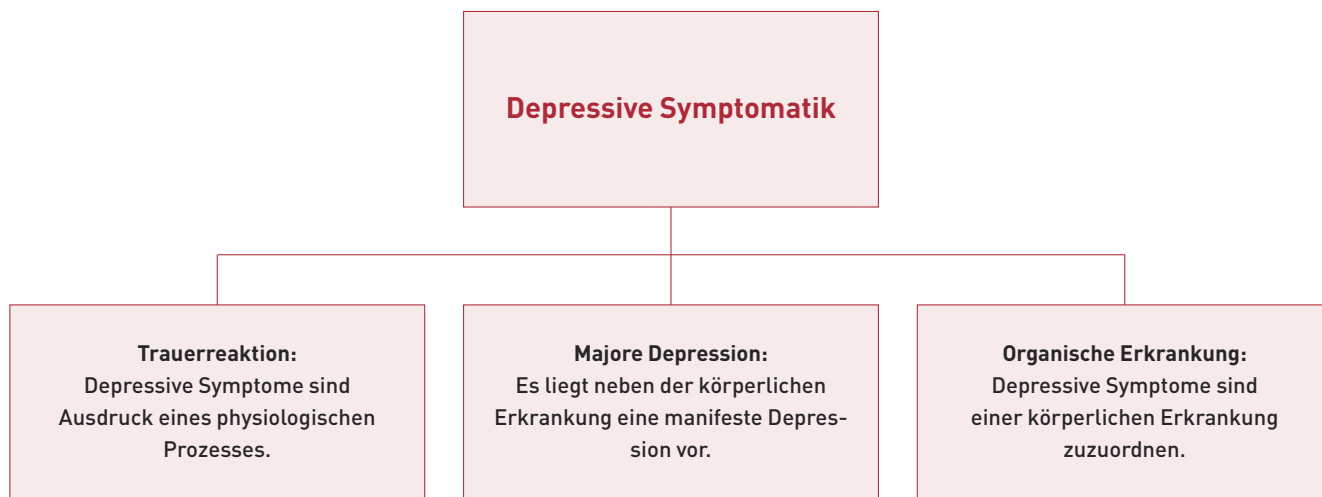 Depressive Symptomatik
Trauerreaktion:
Depressive Symptome sind
Ausdruck eines physiologischen
Prozesses.
Majore Depression:
Es liegt neben der körperlichen
Erkrankung eine manifeste Depres-
sion vor.
Organische Erkrankung:
Depressive Symptome sind
einer körperlichen Erkrankung
zuzuordnen.